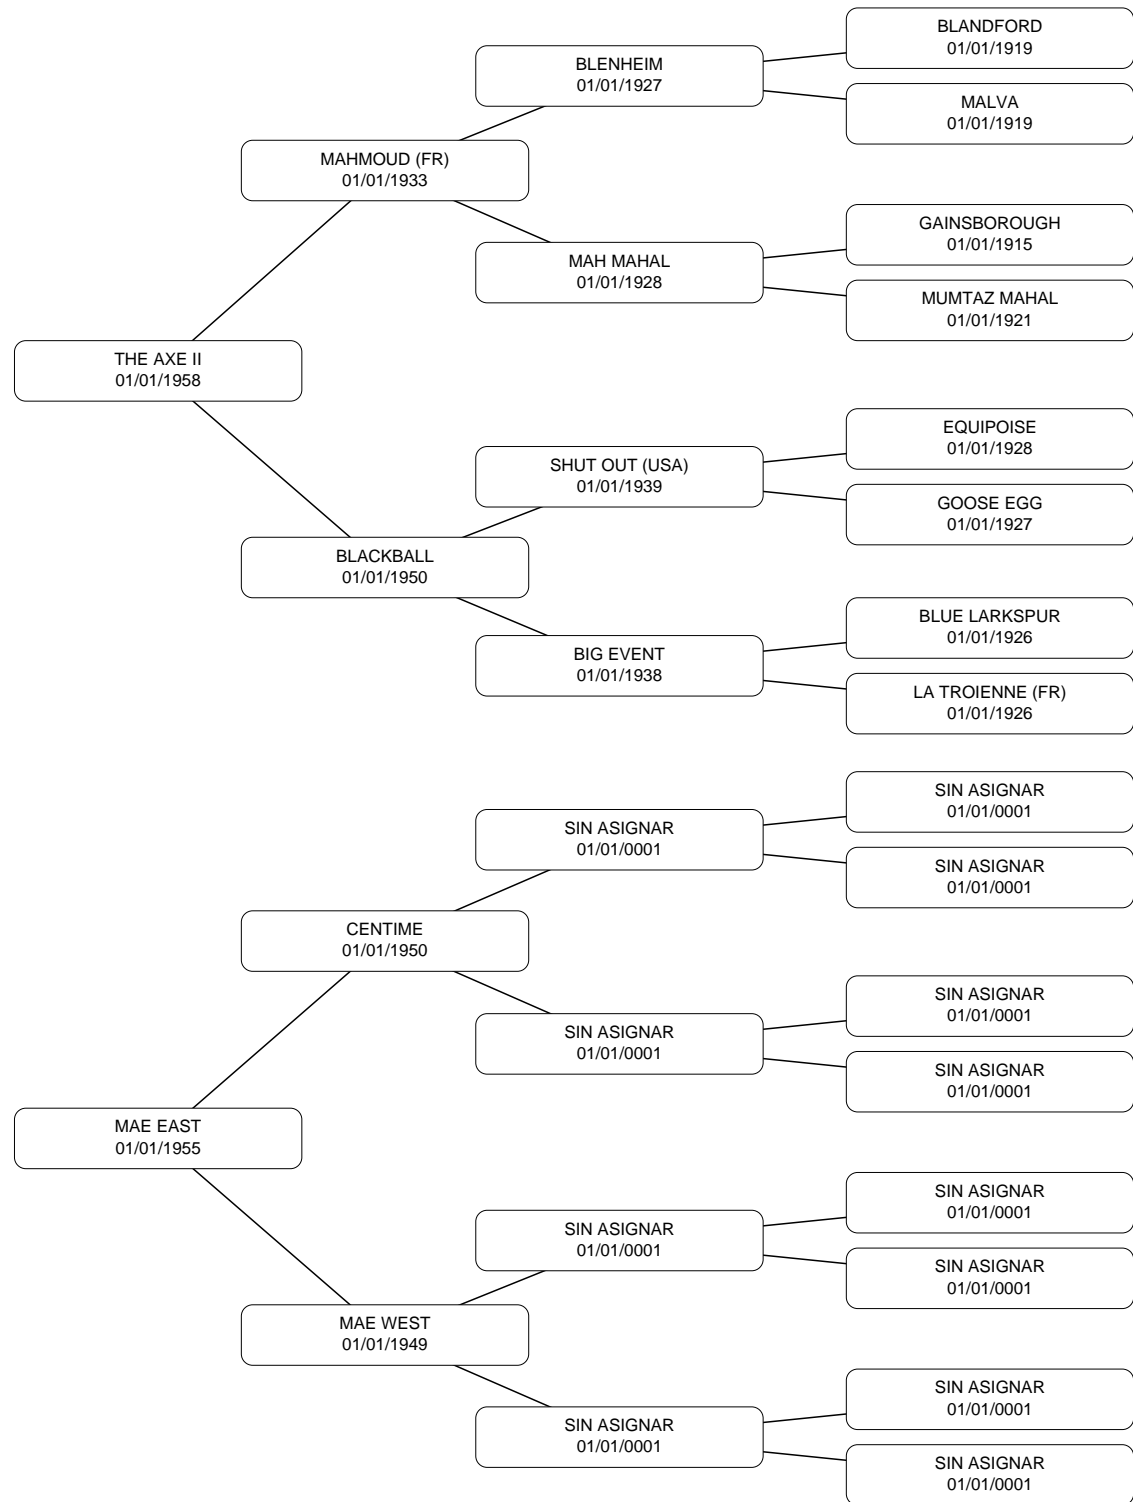 BLANDFORD
01/01/1919
BLENHEIM
01/01/1927
MALVA
01/01/1919
MAHMOUD (FR)
01/01/1933
GAINSBOROUGH
01/01/1915
MAH MAHAL
01/01/1928
MUMTAZ MAHAL
01/01/1921
THE AXE II
01/01/1958
EQUIPOISE
01/01/1928
SHUT OUT (USA)
01/01/1939
GOOSE EGG
01/01/1927
BLACKBALL
01/01/1950
BLUE LARKSPUR
01/01/1926
BIG EVENT
01/01/1938
LA TROIENNE (FR)
01/01/1926
SIN ASIGNAR
01/01/0001
SIN ASIGNAR
01/01/0001
SIN ASIGNAR
01/01/0001
CENTIME
01/01/1950
SIN ASIGNAR
01/01/0001
SIN ASIGNAR
01/01/0001
SIN ASIGNAR
01/01/0001
MAE EAST
01/01/1955
SIN ASIGNAR
01/01/0001
SIN ASIGNAR
01/01/0001
SIN ASIGNAR
01/01/0001
MAE WEST
01/01/1949
SIN ASIGNAR
01/01/0001
SIN ASIGNAR
01/01/0001
SIN ASIGNAR
01/01/0001